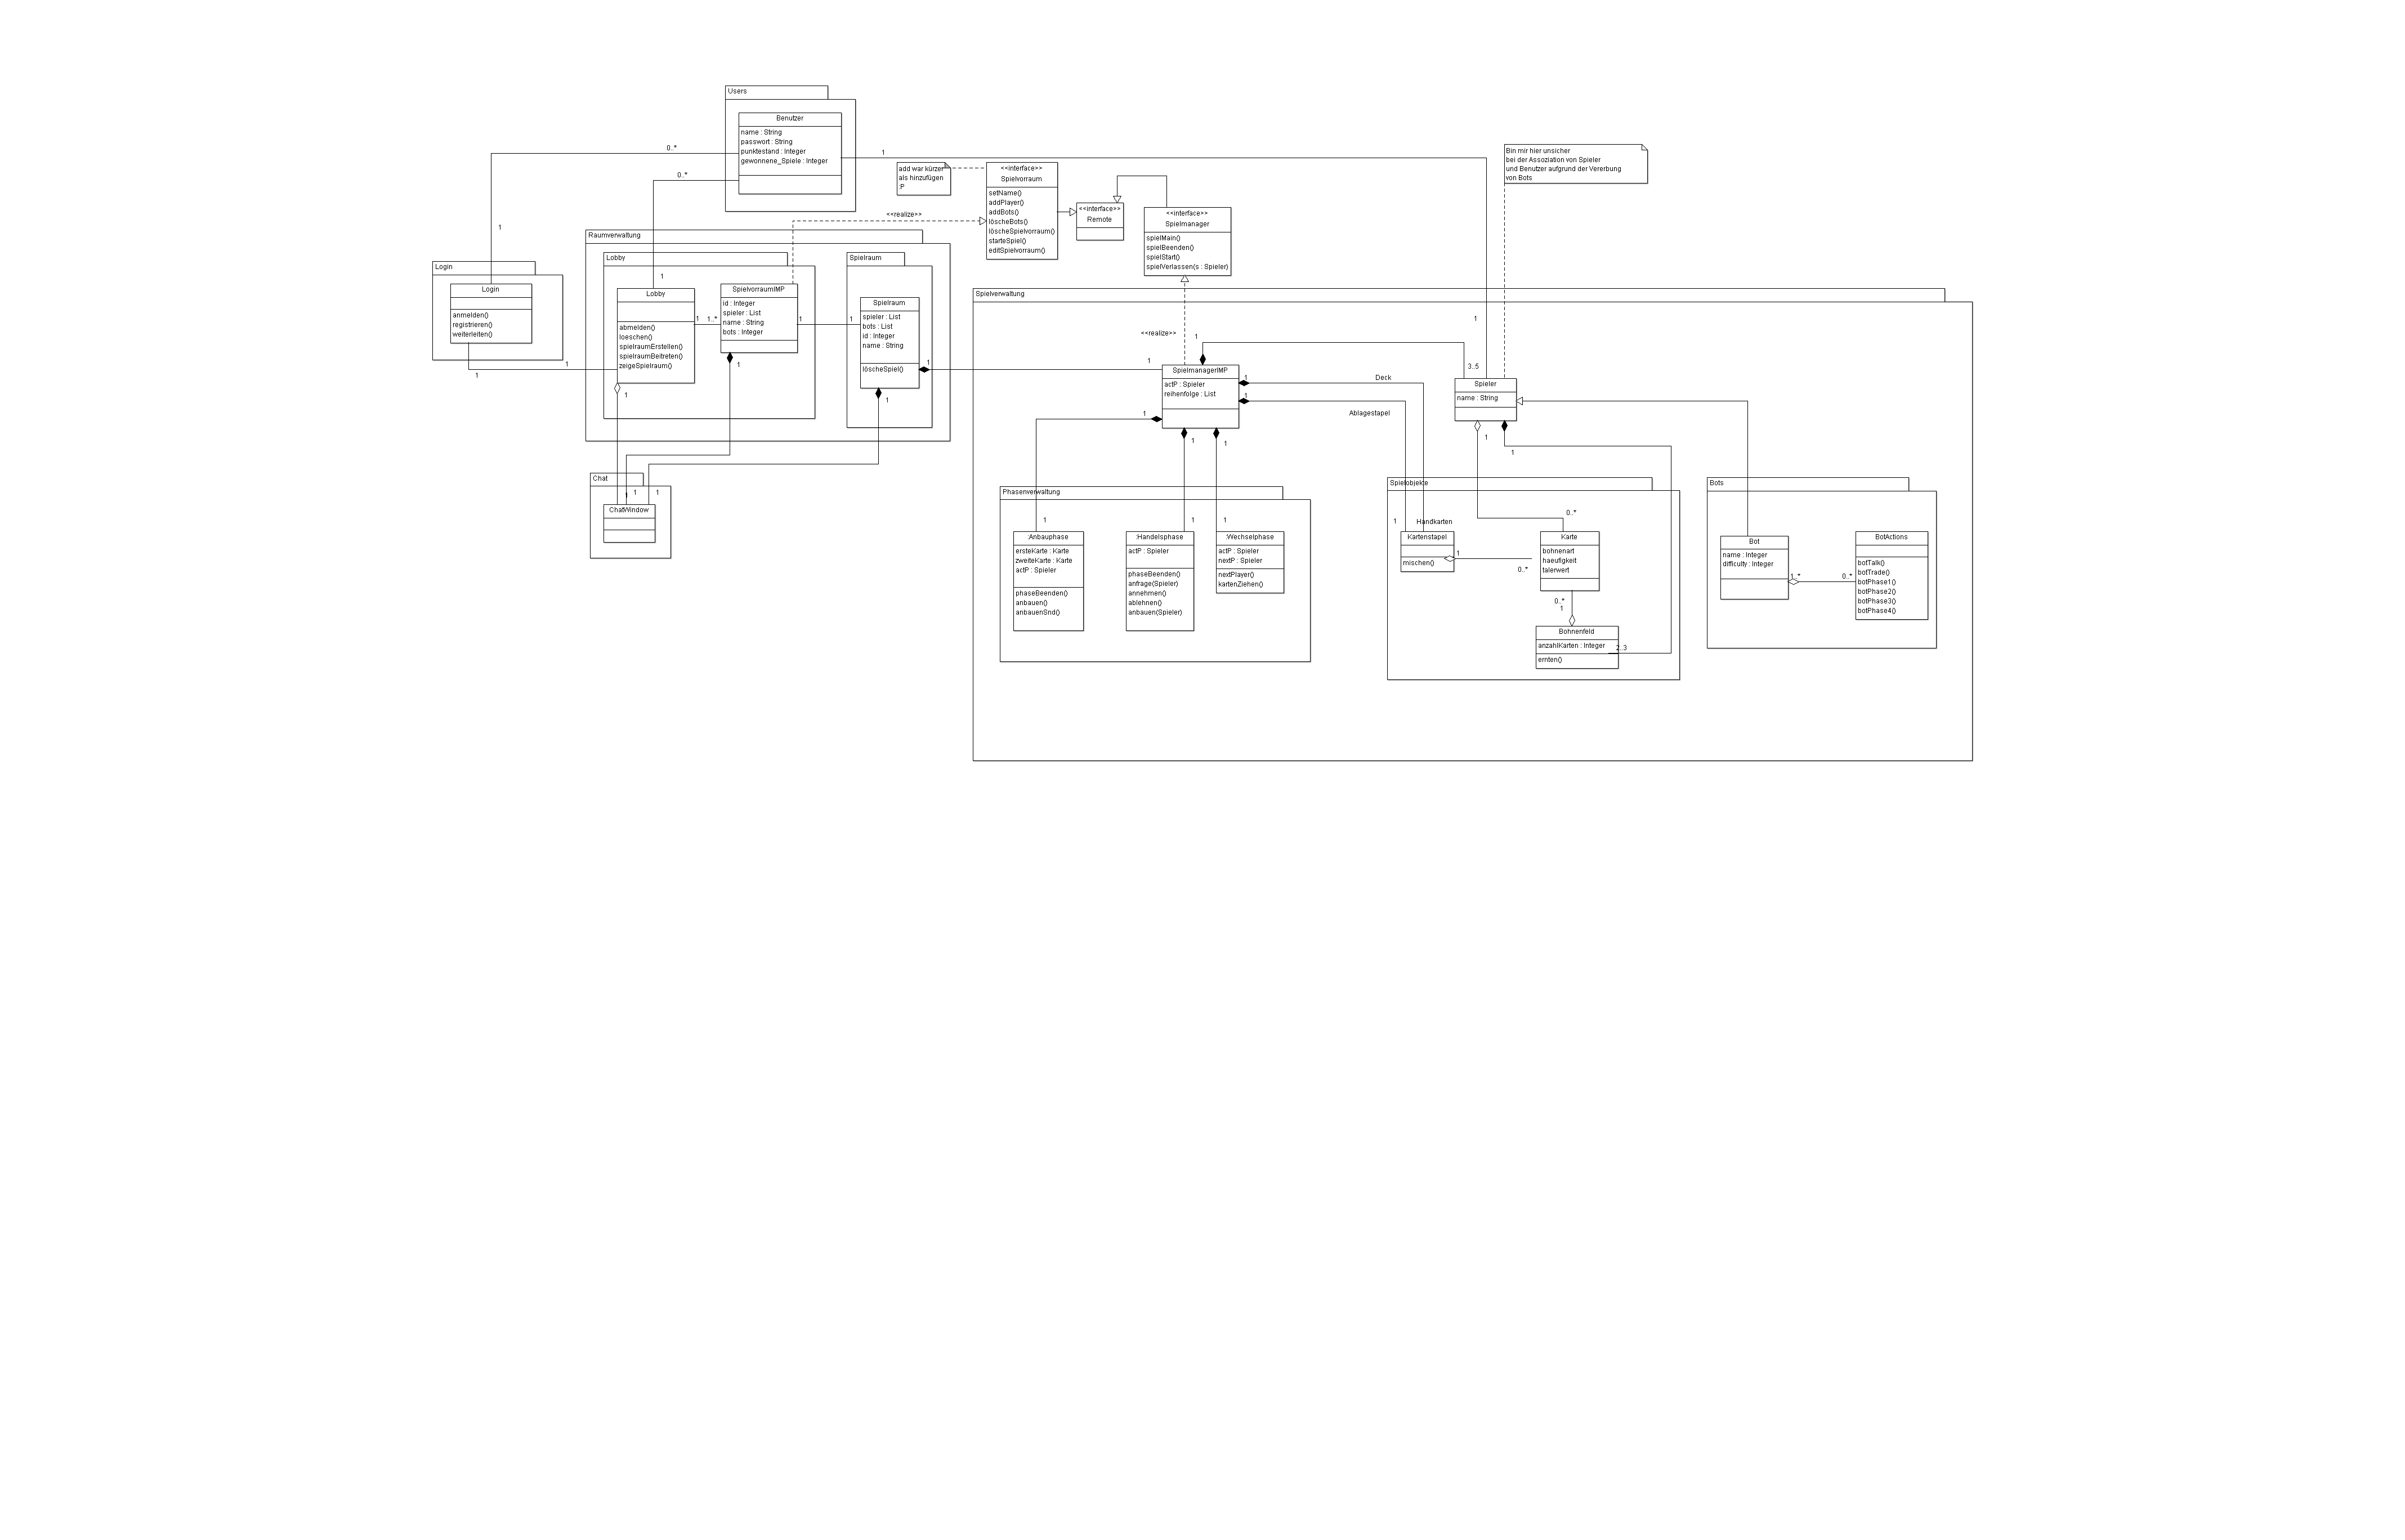 Users
Benutzer
name : String
passwort : String
punktestand : Integer
gewonnene_Spiele : Integer
0..*
0..*
1
1
1
add war kürzer
als hinzufügen
:P
<<interface>>
Spielvorraum
setName()
addPlayer()
addBots()
löscheBots()
löscheSpielvorraum()
starteSpiel()
editSpielvorraum()
<<interface>>
Remote
<<interface>>
Spielmanager
spielMain()
spielBeenden()
spielStart()
spielVerlassen(s : Spieler)
Bin mir hier unsicher
bei der Assoziation von Spieler
und Benutzer aufgrund der Vererbung
von Bots
<<realize>>
Login
Login
anmelden()
registrieren()
weiterleiten()
1
1
Raumverwaltung
Lobby
Lobby
abmelden()
loeschen()
spielraumErstellen()
spielraumBeitreten()
zeigeSpielraum()
1
1
1..*
SpielvorraumIMP
id : Integer
spieler : List
name : String
bots : Integer
1
1
1
Spielraum
Spielraum
spieler : List
bots : List
id : Integer
name : String
löscheSpiel()
1
1
1
Chat
1
1
1
ChatWindow
Spielverwaltung
<<realize>>
1
1
3..5
SpielmanagerIMP
actP : Spieler
reihenfolge : List
1
1
1
1
1
Deck
Ablagestapel
Spieler
name : String
1
1
Phasenverwaltung
1
1
1
:Anbauphase
ersteKarte : Karte
zweiteKarte : Karte
actP : Spieler
phaseBeenden()
anbauen()
anbauenSnd()
:Handelsphase
actP : Spieler
phaseBeenden()
anfrage(Spieler)
annehmen()
ablehnen()
anbauen(Spieler)
:Wechselphase
actP : Spieler
nextP : Spieler
nextPlayer()
kartenZiehen()
Spielobjekte
1
Handkarten
0..*
Kartenstapel
mischen()
1
0..*
Karte
bohnenart
haeufigkeit
talerwert
0..*
1
Bohnenfeld
anzahlKarten : Integer
ernten()
2..3
Bots
Bot
name : Integer
difficulty : Integer
1..*
0..*
BotActions
botTalk()
botTrade()
botPhase1()
botPhase2()
botPhase3()
botPhase4()
1